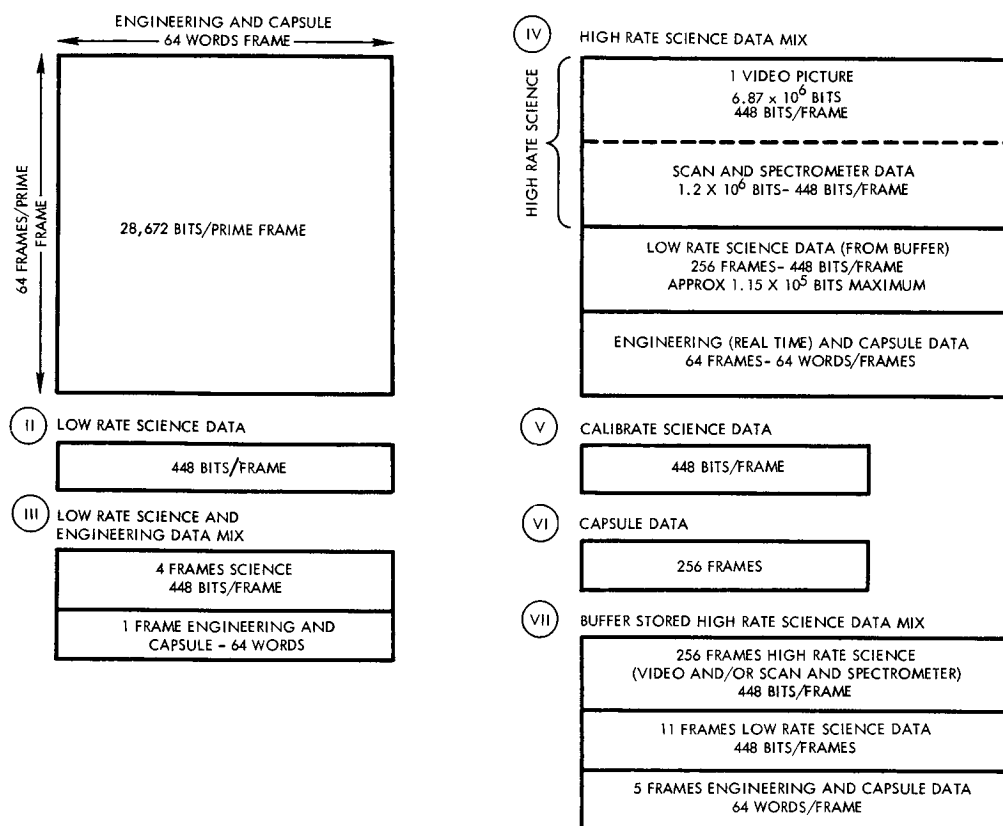 ENGINEERING AND CAPSULE
64 WORDS FRAME
64 FRAMES/PRIME
FRAME
28,672 BITS/PRIME FRAME
II LOW RATE SCIENCE DATA
448 BITS/FRAME
III LOW RATE SCIENCE AND
ENGINEERING DATA MIX
4 FRAMES SCIENCE
448 BITS/FRAME
1 FRAME ENGINEERING AND
CAPSULE - 64 WORDS
IV HIGH RATE SCIENCE DATA MIX
HIGH RATE SCIENCE
1 VIDEO PICTURE
6.87 x 10⁶ BITS
448 BITS/FRAME
SCAN AND SPECTROMETER DATA
1.2 X 10⁶ BITS- 448 BITS/FRAME
LOW RATE SCIENCE DATA (FROM BUFFER)
256 FRAMES- 448 BITS/FRAME
APPROX 1.15 X 10⁵ BITS MAXIMUM
ENGINEERING (REAL TIME) AND CAPSULE DATA
64 FRAMES- 64 WORDS/FRAMES
V CALIBRATE SCIENCE DATA
448 BITS/FRAME
VI CAPSULE DATA
256 FRAMES
VII BUFFER STORED HIGH RATE SCIENCE DATA MIX
256 FRAMES HIGH RATE SCIENCE
(VIDEO AND/OR SCAN AND SPECTROMETER)
448 BITS/FRAME
11 FRAMES LOW RATE SCIENCE DATA
448 BITS/FRAMES
5 FRAMES ENGINEERING AND CAPSULE DATA
64 WORDS/FRAME